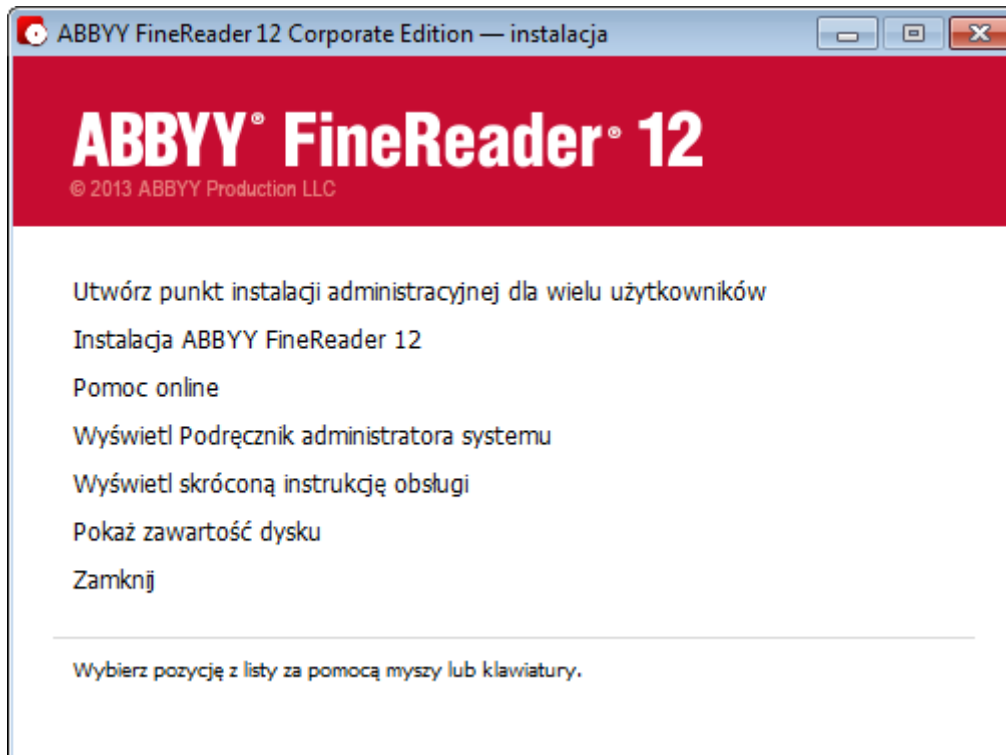 ABBYY FineReader 12 Corporate Edition — instalacja
ABBYY® FineReader® 12
© 2013 ABBYY Production LLC
Utwórz punkt instalacji administracyjnej dla wielu użytkowników
Instalacja ABBYY FineReader 12
Pomoc online
Wyświetl Podręcznik administratora systemu
Wyświetl skróconą instrukcję obsługi
Pokaż zawartość dysku
Zamknij
Wybierz pozycję z listy za pomocą myszy lub klawiatury.